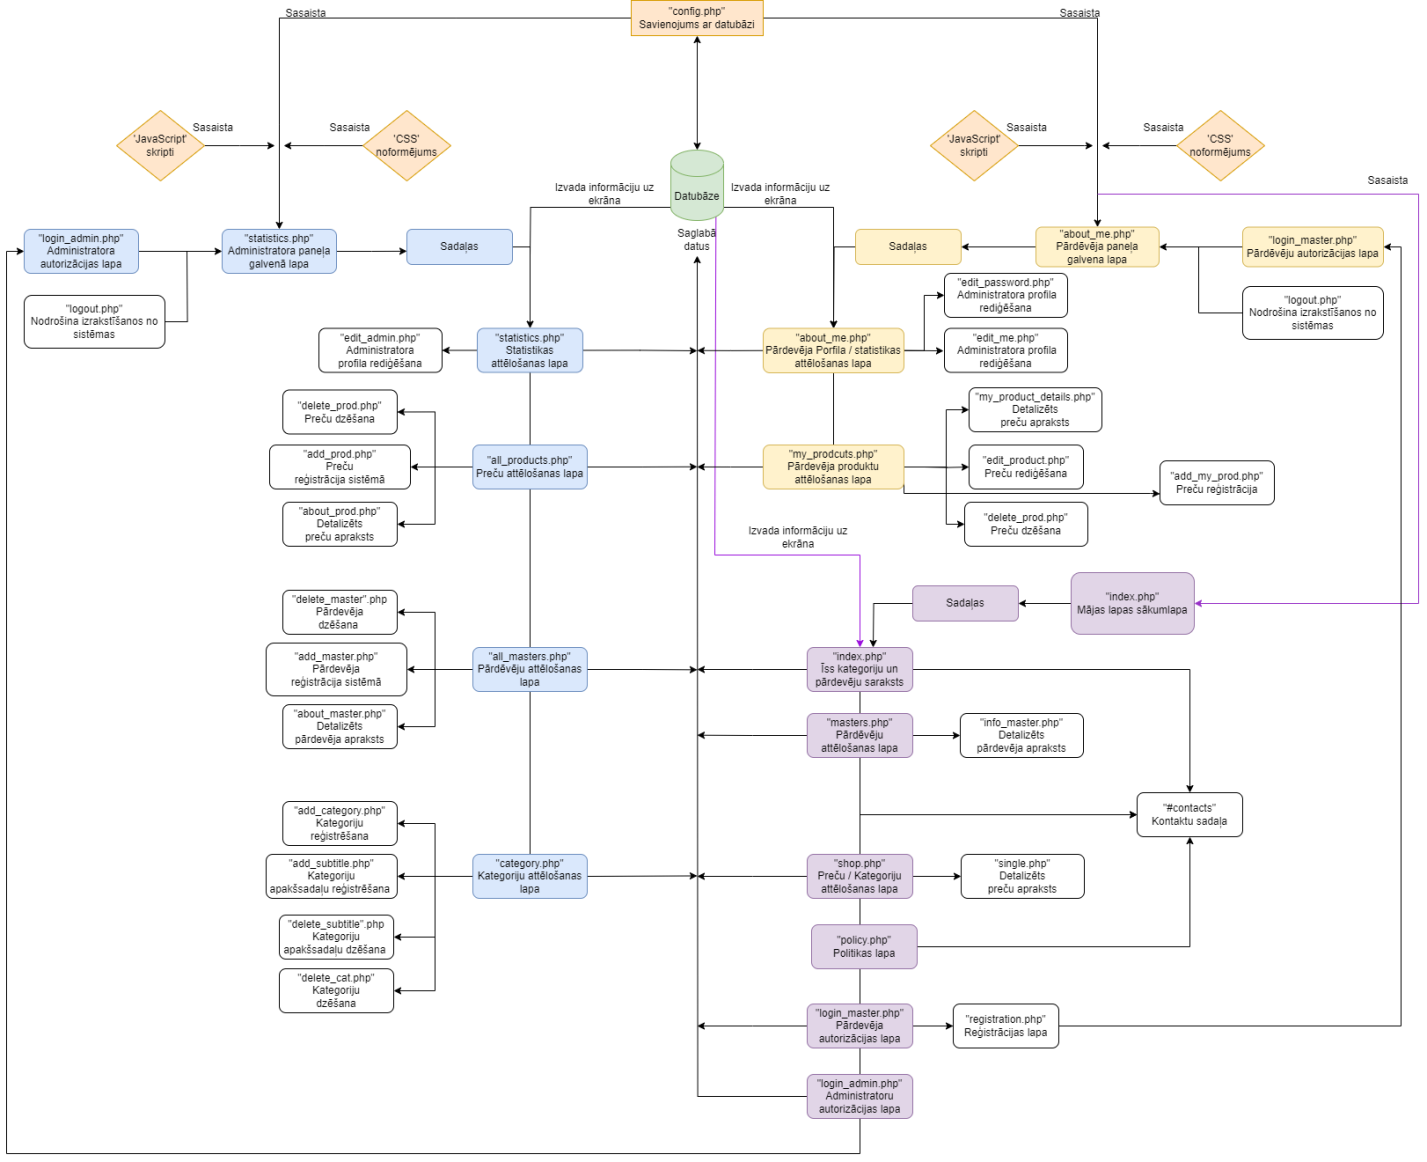 "config.php"
Savienojums ar datubāzi
Sasaista
Sasaista
'JavaScript'
skripti
Sasaista
Sasaista
'CSS'
noformējums
'JavaScript'
skripti
Sasaista
Sasaista
'CSS'
noformējums
Sasaista
Izvada informāciju uz
ekrāna
Datubāze
Izvada informāciju uz
ekrāna
Saglabā
datus
"login_admin.php"
Administratora
autorizācijas lapa
"statistics.php"
Administratora paneļa
galvenā lapa
Sadaļas
Sadaļas
"about_me.php"
Pārdēvēja paneļa
galvena lapa
"login_master.php"
Pārdevēju autorizācijas lapa
"logout.php"
Nodrošina izrakstīšanos no
sistēmas
"logout.php"
Nodrošina izrakstīšanos no
sistēmas
"edit_password.php"
Administratora profila
rediģēšana
"edit_admin.php"
Administratora
profila rediģēšana
"statistics.php"
Statistikas
attēlošanas lapa
"about_me.php"
Pārdevēja Porfila / statistikas
attēlošanas lapa
"edit_me.php"
Administratora profila
rediģēšana
"delete_prod.php"
Preču dzēšana
"my_product_details.php"
Detalizēts
preču apraksts
"add_prod.php"
Preču
reģistrācija sistēmā
"all_products.php"
Preču attēlošanas lapa
"my_prodcuts.php"
Pārdevēja produktu
attēlošanas lapa
"edit_product.php"
Preču rediģēšana
"add_my_prod.php"
Preču reģistrācija
"about_prod.php"
Detalizēts
preču apraksts
"delete_prod.php"
Preču dzēšana
Izvada informāciju uz
ekrāna
"delete_master".php
Pārdevēja
dzēšana
Sadaļas
"index.php"
Mājas lapas sākumlapa
"add_master.php"
Pārdevēja
reģistrācija sistēmā
"all_masters.php"
Pārdēvēju attēlošanas
lapa
"index.php"
Īss kategoriju un
pārdevēju saraksts
"about_master.php"
Detalizēts
pārdevēja apraksts
"masters.php"
Pārdēvēju
attēlošanas lapa
"info_master.php"
Detalizēts
pārdevēja apraksts
"add_category.php"
Kategoriju
reģistrēšana
"#contacts"
Kontaktu sadaļa
"add_subtitle.php"
Kategoriju
apakšsadaļu reģistrēšana
"category.php"
Kategoriju attēlošanas
lapa
"shop.php"
Preču / Kategoriju
attēlošanas lapa
"single.php"
Detalizēts
preču apraksts
"delete_subtitle".php
Kategoriju
apakšsadaļu dzēšana
"policy.php"
Politikas lapa
"delete_cat.php"
Kategoriju
dzēšana
"login_master.php"
Pārdevēja
autorizācijas lapa
"registration.php"
Reģistrācijas lapa
"login_admin.php"
Administratoru
autorizācijas lapa